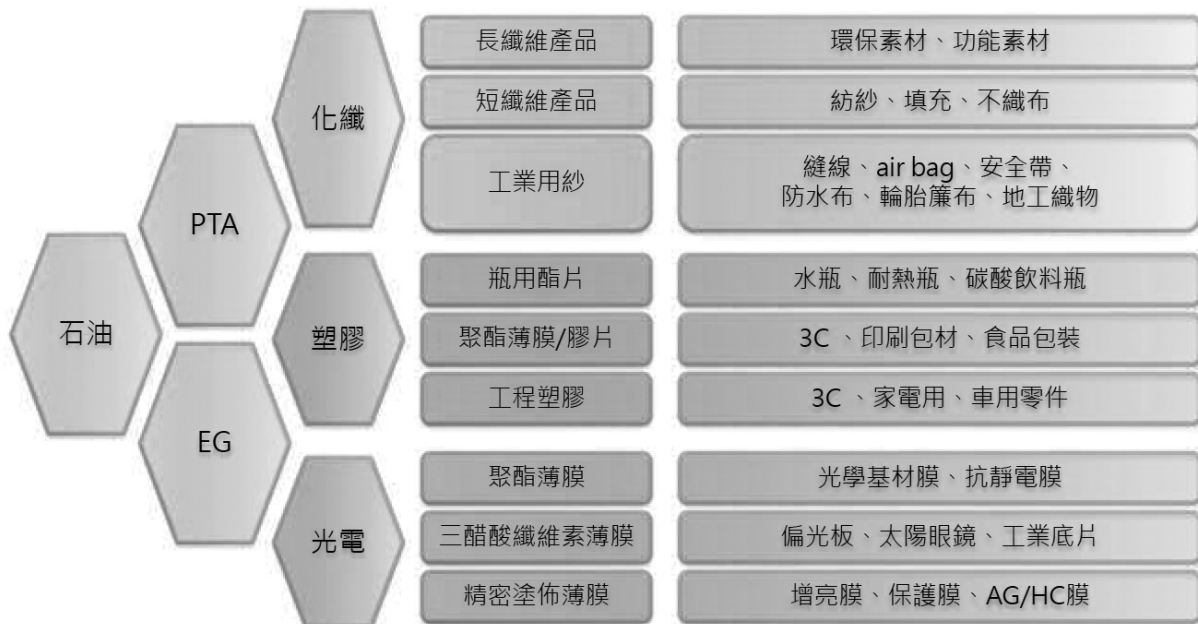 石油
PTA
EG
化纖
長纖維產品
環保素材、功能素材
短纖維產品
紡紗、填充、不織布
工業用紗
縫線、air bag、安全帶、
防水布、輪胎簾布、地工織物
塑膠
瓶用酯片
水瓶、耐熱瓶、碳酸飲料瓶
聚酯薄膜/膠片
3C 、印刷包材、食品包裝
工程塑膠
3C 、家電用、車用零件
光電
聚酯薄膜
光學基材膜、抗靜電膜
三醋酸纖維素薄膜
偏光板、太陽眼鏡、工業底片
精密塗佈薄膜
增亮膜、保護膜、AG/HC膜